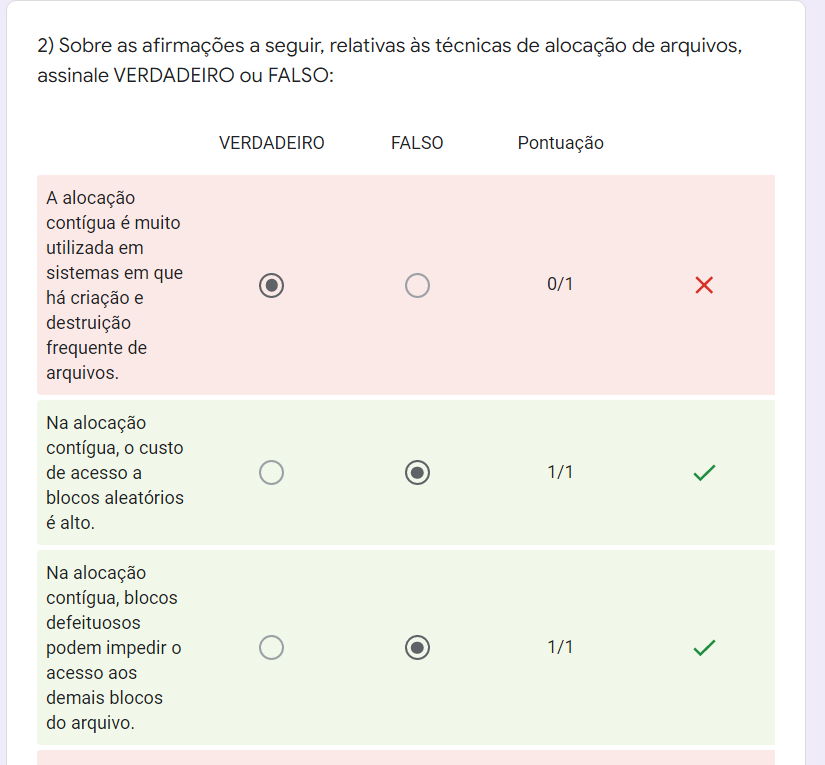 2) Sobre as afirmações a seguir, relativas às técnicas de alocação de arquivos,
assinale VERDADEIRO ou FALSO:
VERDADEIRO FALSO Pontuação
A alocação
contígua é muito
utilizada em
sistemas em que
há criação e
destruição
frequente de
arquivos.
0/1
Na alocação
contígua, o custo
de acesso a
blocos aleatórios
é alto.
1/1
Na alocação
contígua, blocos
defeituosos
podem impedir o
acesso aos
demais blocos
do arquivo.
1/1